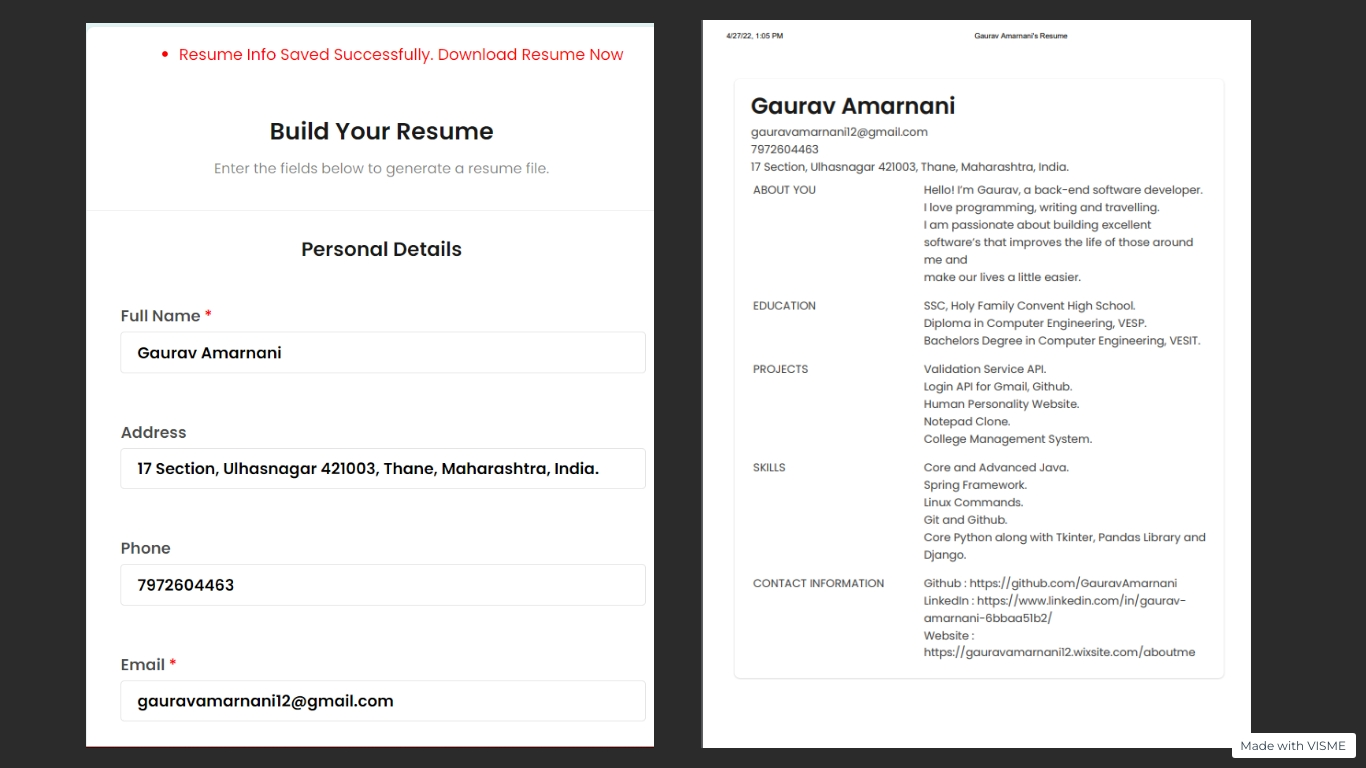 Resume Info Saved Successfully. Download Resume Now
Build Your Resume
Enter the fields below to generate a resume file.
Personal Details
Full Name *
Gaurav Amarnani
Address
17 Section, Ulhasnagar 421003, Thane, Maharashtra, India.
Phone
7972604463
Email *
gauravamarnani12@gmail.com
4/27/22, 1:05 PM Gaurav Amarnani's Resume
Gaurav Amarnani
gauravamarnani12@gmail.com
7972604463
17 Section, Ulhasnagar 421003, Thane, Maharashtra, India.
ABOUT YOU Hello! I'm Gaurav, a back-end software developer.
I love programming, writing and travelling.
I am passionate about building excellent
software's that improves the life of those around
me and
make our lives a little easier.
EDUCATION SSC, Holy Family Convent High School.
Diploma in Computer Engineering, VESP.
Bachelors Degree in Computer Engineering, VESIT.
PROJECTS Validation Service API.
Login API for Gmail, Github.
Human Personality Website.
Notepad Clone.
College Management System.
SKILLS Core and Advanced Java.
Spring Framework.
Linux Commands.
Git and Github.
Core Python along with Tkinter, Pandas Library and
Django.
CONTACT INFORMATION Github : https://github.com/GauravAmarnani
LinkedIn : https://www.linkedin.com/in/gaurav-
amarnani-6bbaa51b2/
Website :
https://gauravamarnani12.wixsite.com/aboutme
Made with VISME